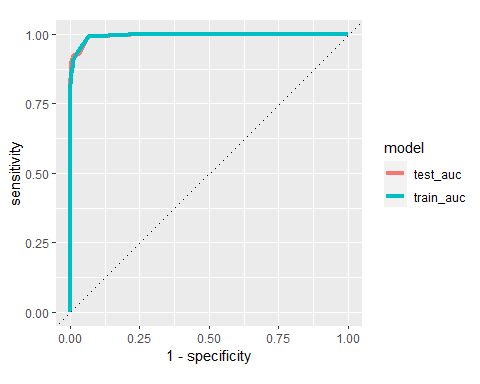 1.00
0.75
0.50
0.25
0.00
sensitivity
0.00 0.25 0.50 0.75 1.00
1 - specificity
model
test_auc
train_auc